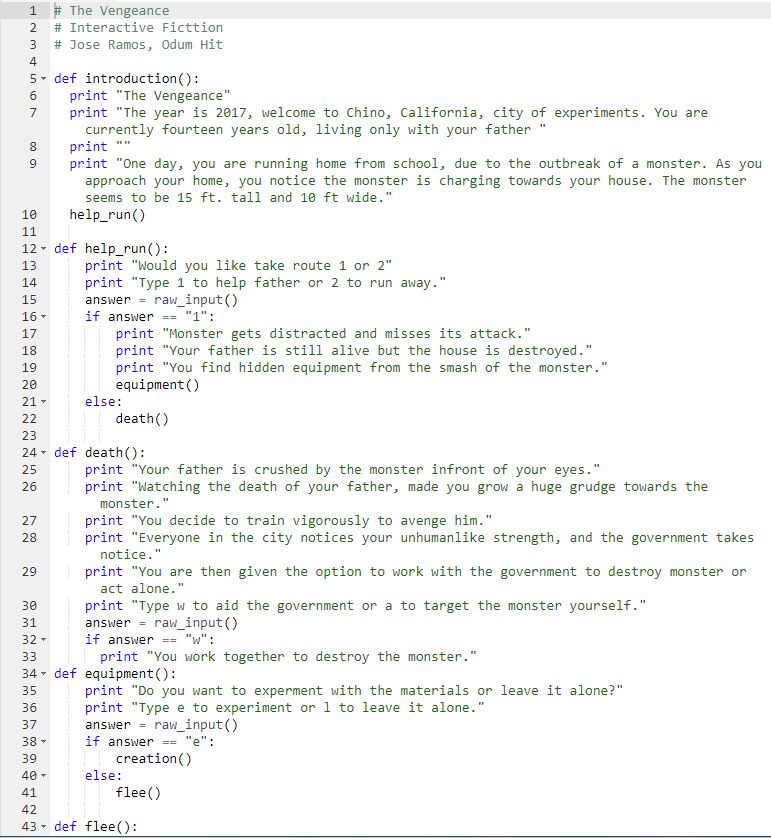 1 # The Vengeance
2 # Interactive Ficttion
3 # Jose Ramos, Odum Hit
4
5 def introduction():
6 print "The Vengeance"
7 print "The year is 2017, welcome to Chino, California, city of experiments. You are
currently fourteen years old, living only with your father "
8 print ""
9 print "One day, you are running home from school, due to the outbreak of a monster. As you
approach your home, you notice the monster is charging towards your house. The monster
seems to be 15 ft. tall and 10 ft wide."
10 help_run()
11
12 def help_run():
13 print "Would you like take route 1 or 2"
14 print "Type 1 to help father or 2 to run away."
15 answer = raw_input()
16 if answer == "1":
17 print "Monster gets distracted and misses its attack."
18 print "Your father is still alive but the house is destroyed."
19 print "You find hidden equipment from the smash of the monster."
20 equipment()
21 else:
22 death()
23
24 def death():
25 print "Your father is crushed by the monster infront of your eyes."
26 print "Watching the death of your father, made you grow a huge grudge towards the
monster."
27 print "You decide to train vigorously to avenge him."
28 print "Everyone in the city notices your unhumanlike strength, and the government takes
notice."
29 print "You are then given the option to work with the government to destroy monster or
act alone."
30 print "Type w to aid the government or a to target the monster yourself."
31 answer = raw_input()
32 if answer == "w":
33 print "You work together to destroy the monster."
34 def equipment():
35 print "Do you want to experment with the materials or leave it alone?"
36 print "Type e to experiment or l to leave it alone."
37 answer = raw_input()
38 if answer == "e":
39 creation()
40 else:
41 flee()
42
43 def flee():